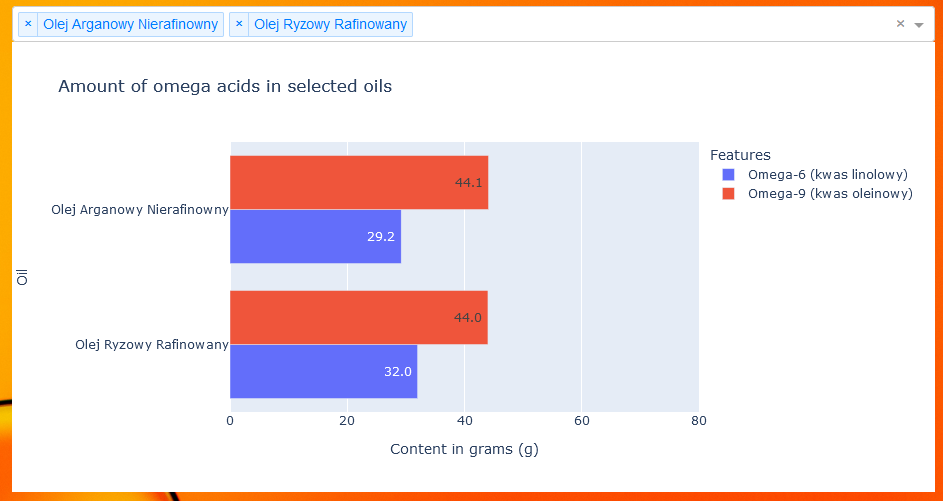 × Olej Arganowy Nierafinowny × Olej Ryzowy Rafinowany ×
Amount of omega acids in selected oils
Features
Omega-6 (kwas linolowy)
Omega-9 (kwas oleinowy)
44.1
Olej Arganowy Nierafinowny
29.2
Oil
44.0
Olej Ryzowy Rafinowany
32.0
0 20 40 60 80
Content in grams (g)